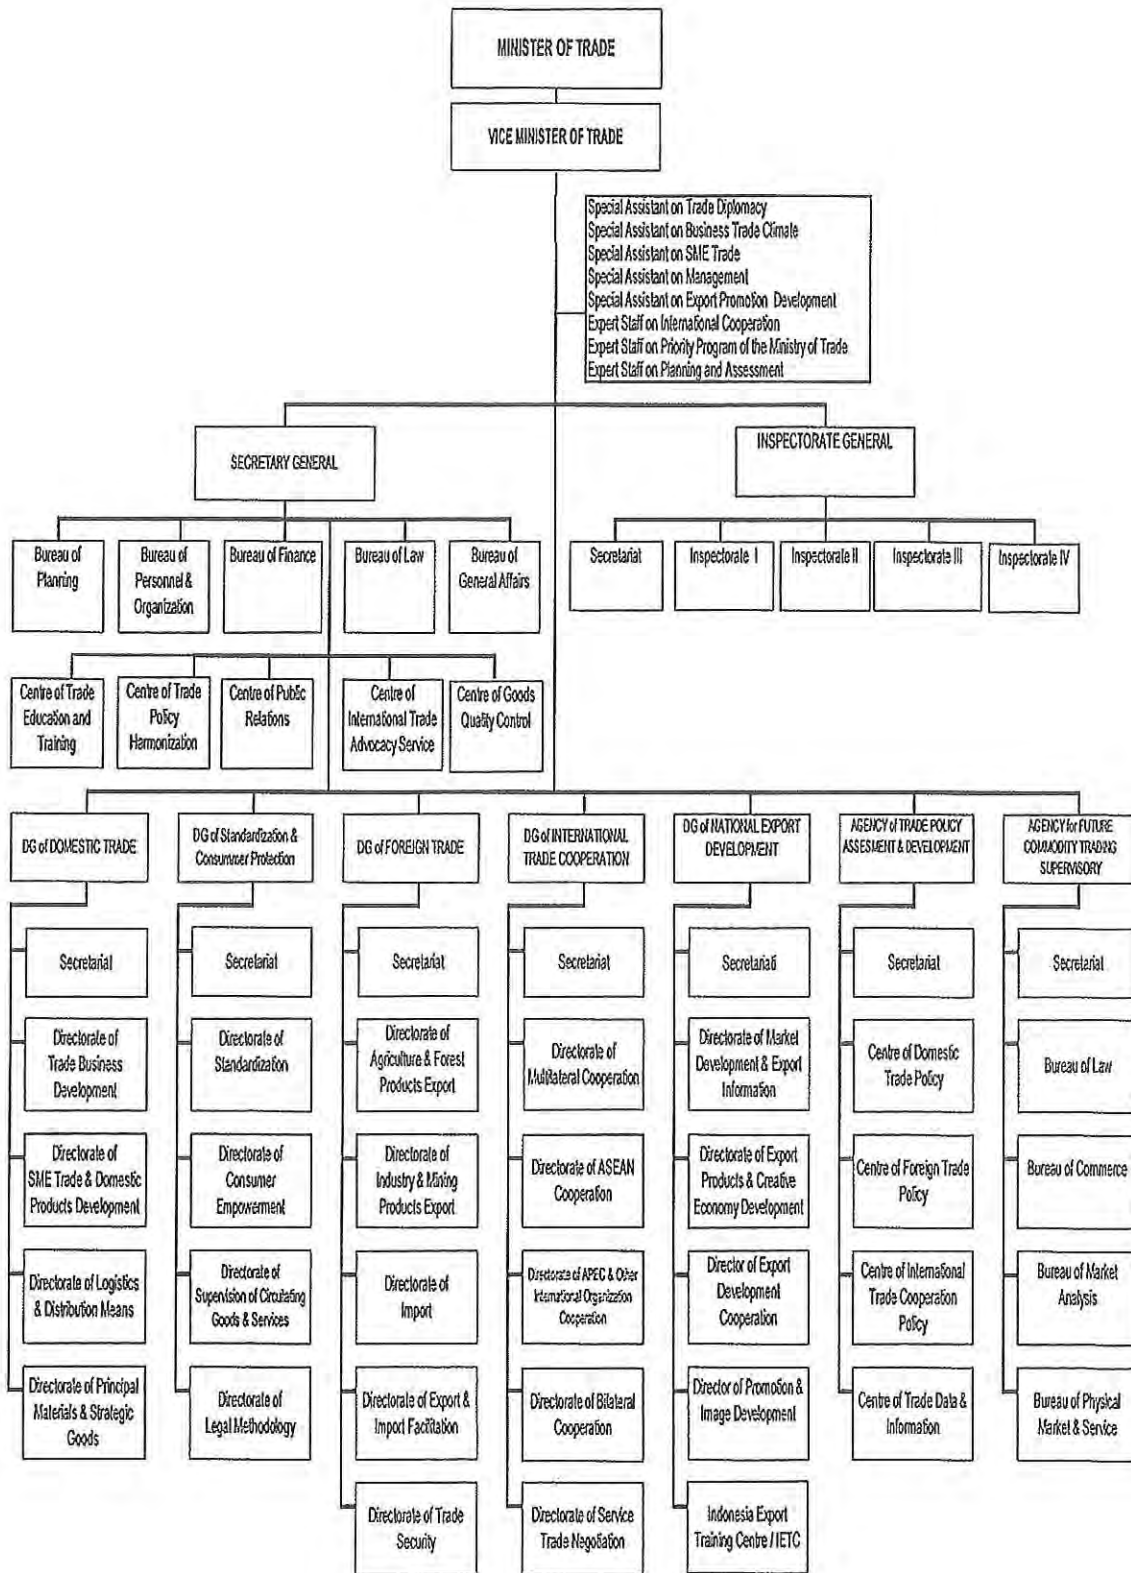 MINISTER OF TRADE
VICE MINISTER OF TRADE
Special Assistant on Trade Diplomacy
Special Assistant on Business Trade Climate
Special Assistant on SME Trade
Special Assistant on Management
Special Assistant on Export Promotion Development
Expert Staff on International Cooperation
Expert Staff on Priority Program of the Ministry of Trade
Expert Staff on Planning and Assessment
SECRETARY GENERAL
INSPECTORATE GENERAL
Bureau of
Planning
Bureau of
Personnel &
Organization
Bureau of Finance
Bureau of Law
Bureau of
General Affairs
Secretariat
Inspectorate I
Inspectorate II
Inspectorate III
Inspectorate IV
Centre of Trade
Education and
Training
Centre of Trade
Policy
Harmonization
Centre of Public
Relations
Centre of
International Trade
Advocacy Service
Centre of Goods
Quality Control
DG of DOMESTIC TRADE
DG of Standardization &
Consummer Protection
DG of FOREIGN TRADE
DG of INTERNATIONAL
TRADE COOPERATION
DG of NATIONAL EXPORT
DEVELOPMENT
AGENCY of TRADE POLICY
ASSESMENT & DEVELOPMENT
AGENCY for FUTURE
COMMODITY TRADING
SUPERVISORY
Secretariat
Secretariat
Secretariat
Secretariat
Secretariati
Secretariat
Secretariat
Directorate of
Trade Business
Development
Directorate of
Standardization
Directorate of
Agriculture & Forest
Products Export
Directorate of
Multilateral Cooperation
Directorate of Market
Development & Export
Information
Centre of Domestic
Trade Policy
Bureau of Law
Directorate of
SME Trade & Domestic
Products Development
Directorate of
Consumer
Empowerment
Directorate of
Industry & Mining
Products Export
Directorate of ASEAN
Cooperation
Directorate of Export
Products & Creative
Economy Development
Centre of Foreign Trade
Policy
Bureau of Commerce
Directorate of Logistics
& Distribution Means
Directorate of
Supervision of Circulating
Goods & Services
Directorate of
Import
Directorate of APEC & Other
International Organization
Cooperation
Director of Export
Development
Cooperation
Centre of International
Trade Cooperation
Policy
Bureau of Market
Analysis
Directorate of Principal
Materials & Strategic
Goods
Directorate of
Legal Methodology
Directorate of Export &
Import Facilitation
Directorate of Bilateral
Cooperation
Director of Promotion &
Image Development
Centre of Trade Data &
Information
Bureau of Physical
Market & Service
Directorate of Trade
Security
Directorate of Service
Trade Negotiation
Indonesia Export
Training Centre / IETC